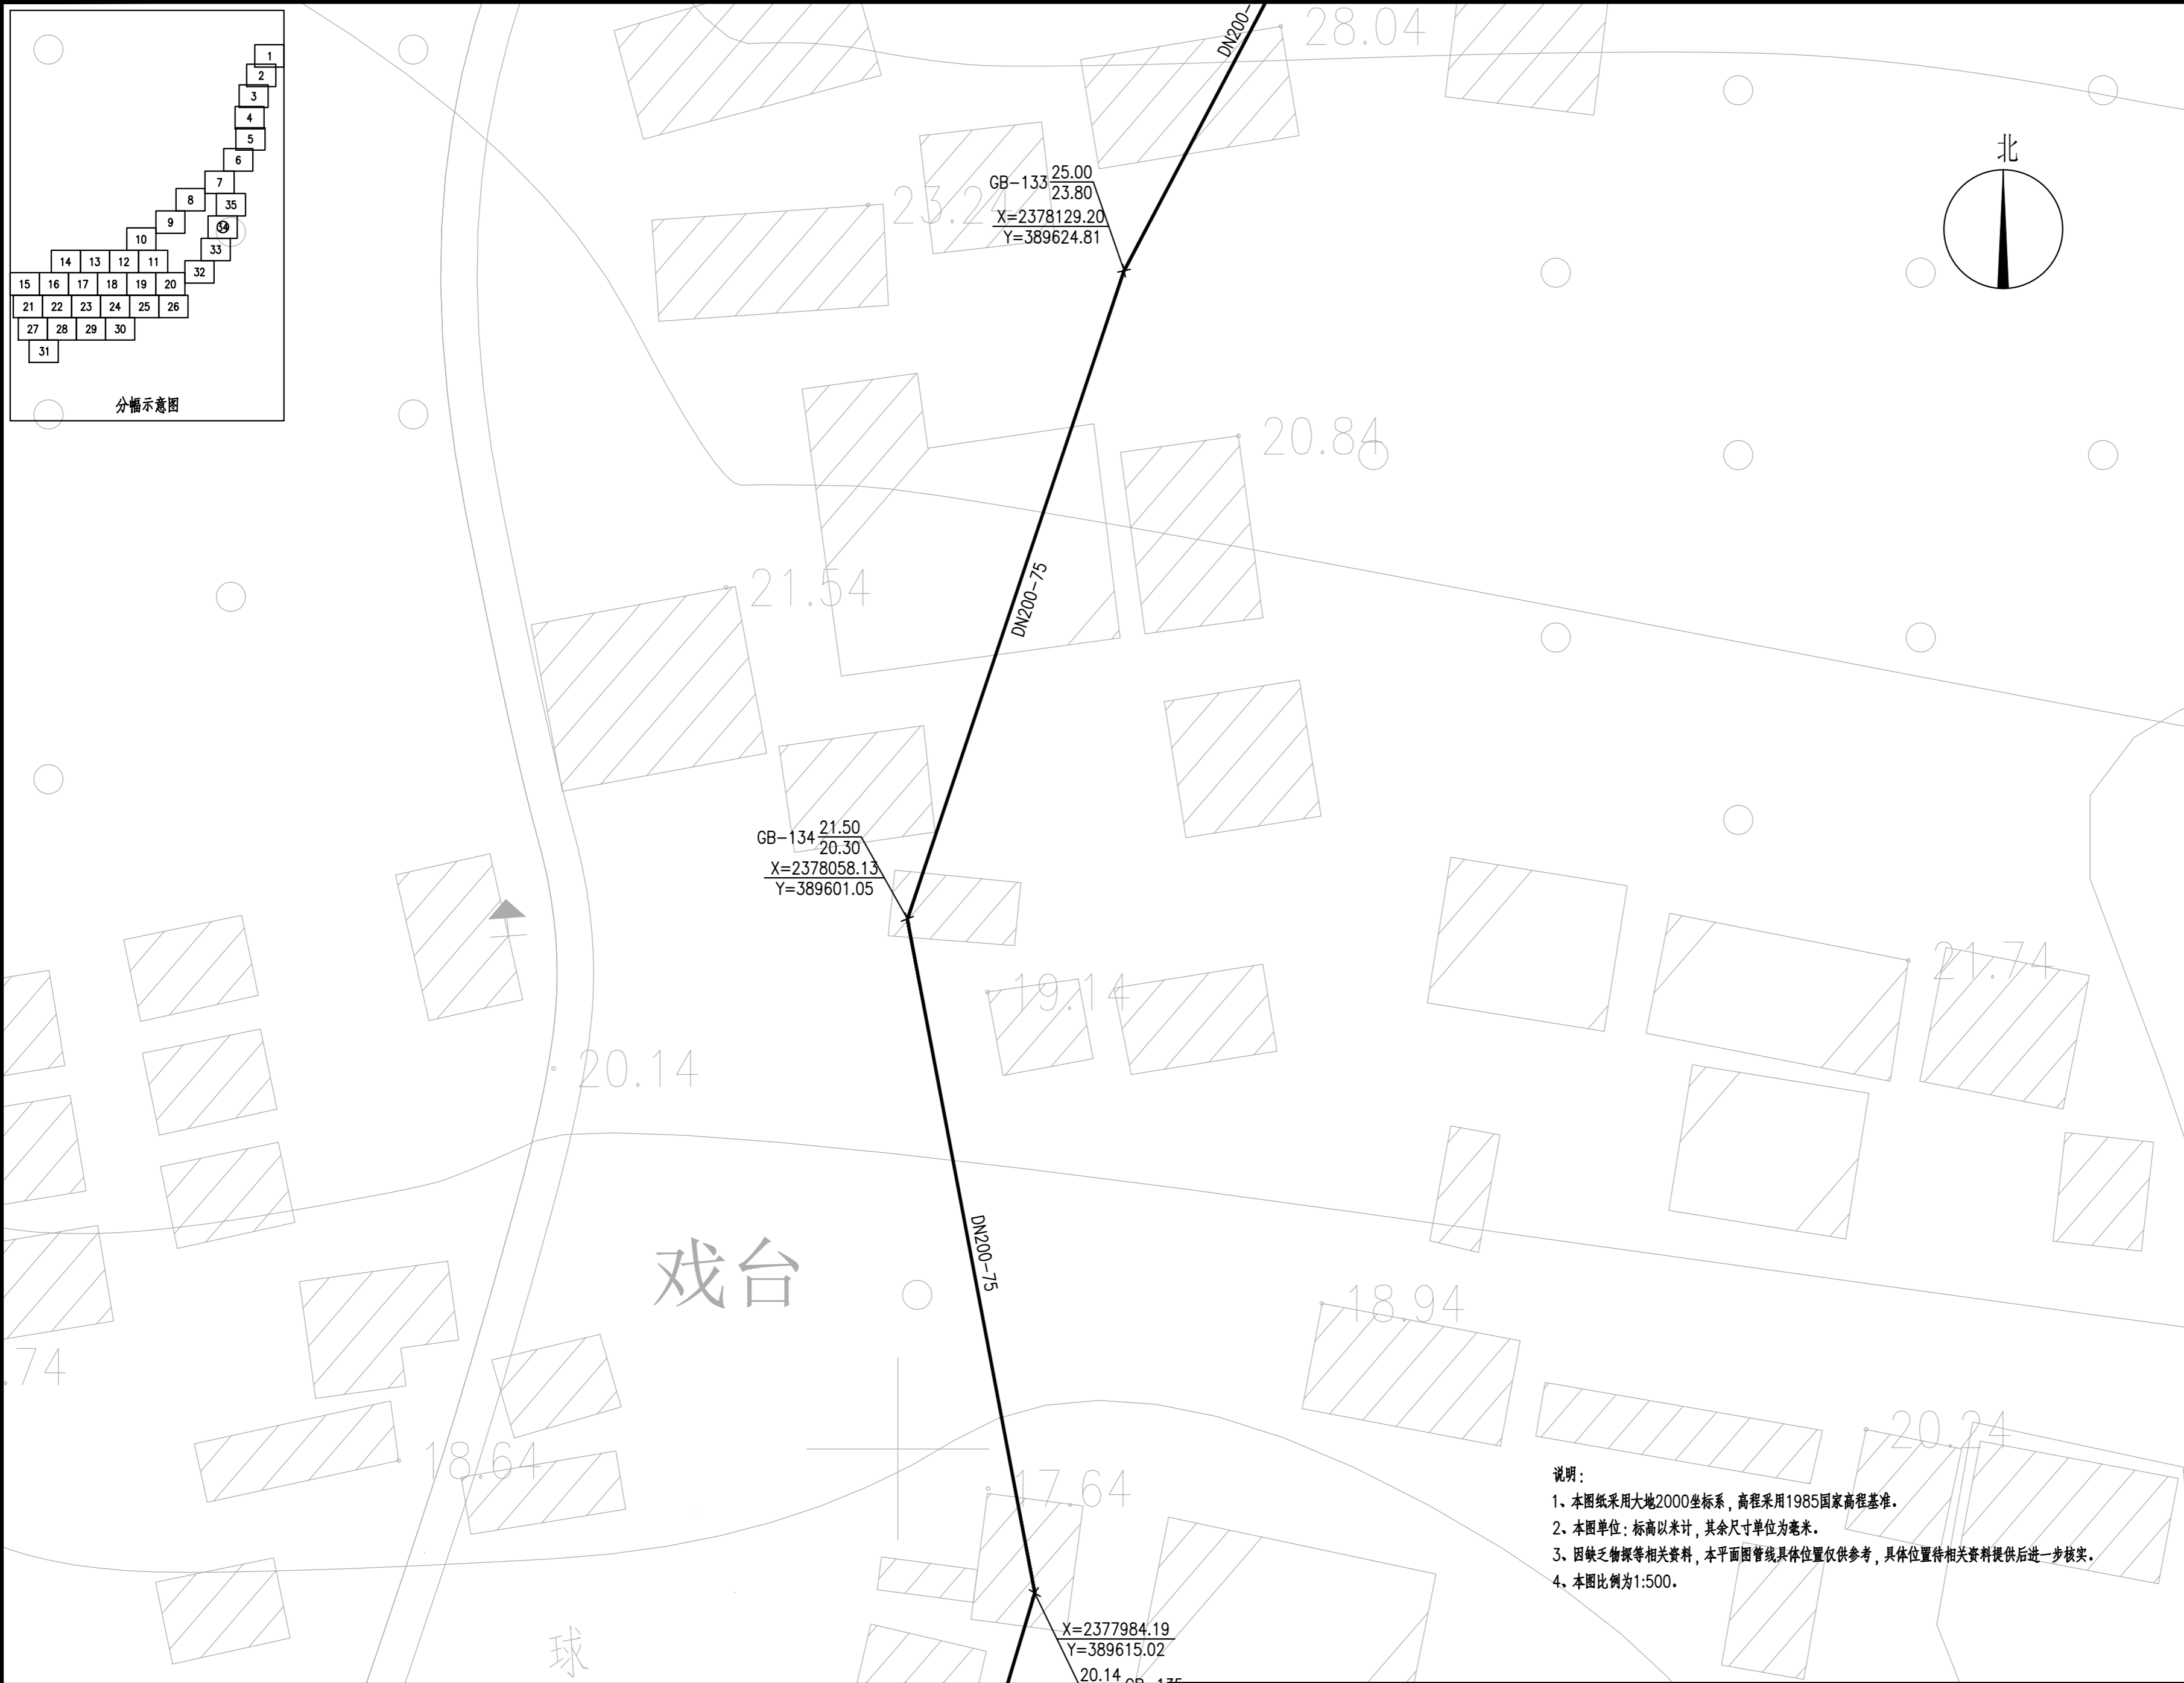 1
2
3
4
5
6
7
8
35
9
34
10
33
14 13 12 11
32
15 16 17 18 19 20
21 22 23 24 25 26
27 28 29 30
31
分幅示意图
DN200-
28.04
北
GB-133 25.00
23.80
X=2378129.20
Y=389624.81
23.24
20.84
DN200-75
21.54
GB-134 21.50
20.30
X=2378058.13
Y=389601.05
21.74
19.14
20.14
DN200-75
戏台
18.94
.74
20.24
18.64
17.64
说明:
1、本图纸采用大地2000坐标系,高程采用1985国家高程基准。
2、本图单位:标高以米计,其余尺寸单位为毫米。
3、因缺乏物探等相关资料,本平面图管线具体位置仅供参考,具体位置待相关资料提供后进一步核实。
4、本图比例为1:500。
X=2377984.19
Y=389615.02
球
20.14 GB-135